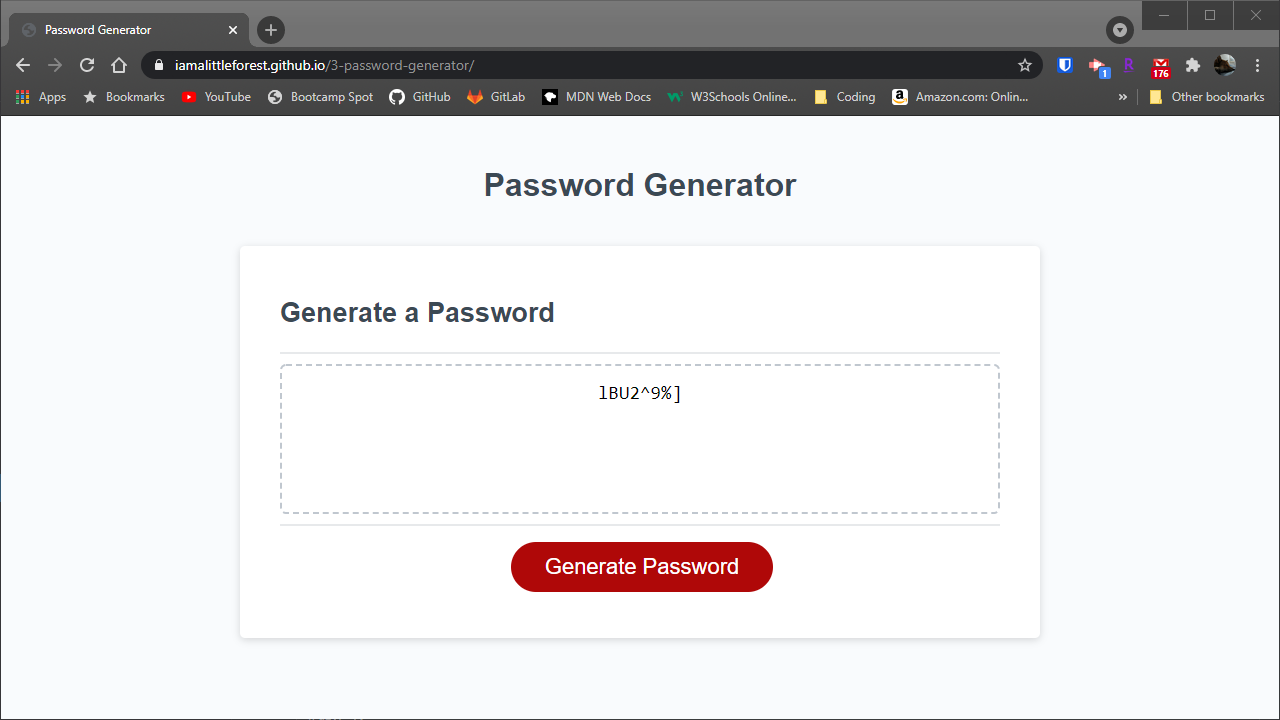 Password Generator
iamalittleforest.github.io/3-password-generator/
1
R
176
Apps
Bookmarks
YouTube
Bootcamp Spot
GitHub
GitLab
MDN Web Docs
W3Schools Online...
Coding
a
Amazon.com: Onlin...
»
Other bookmarks
Password Generator
Generate a Password
lBU2^9%]
Generate Password